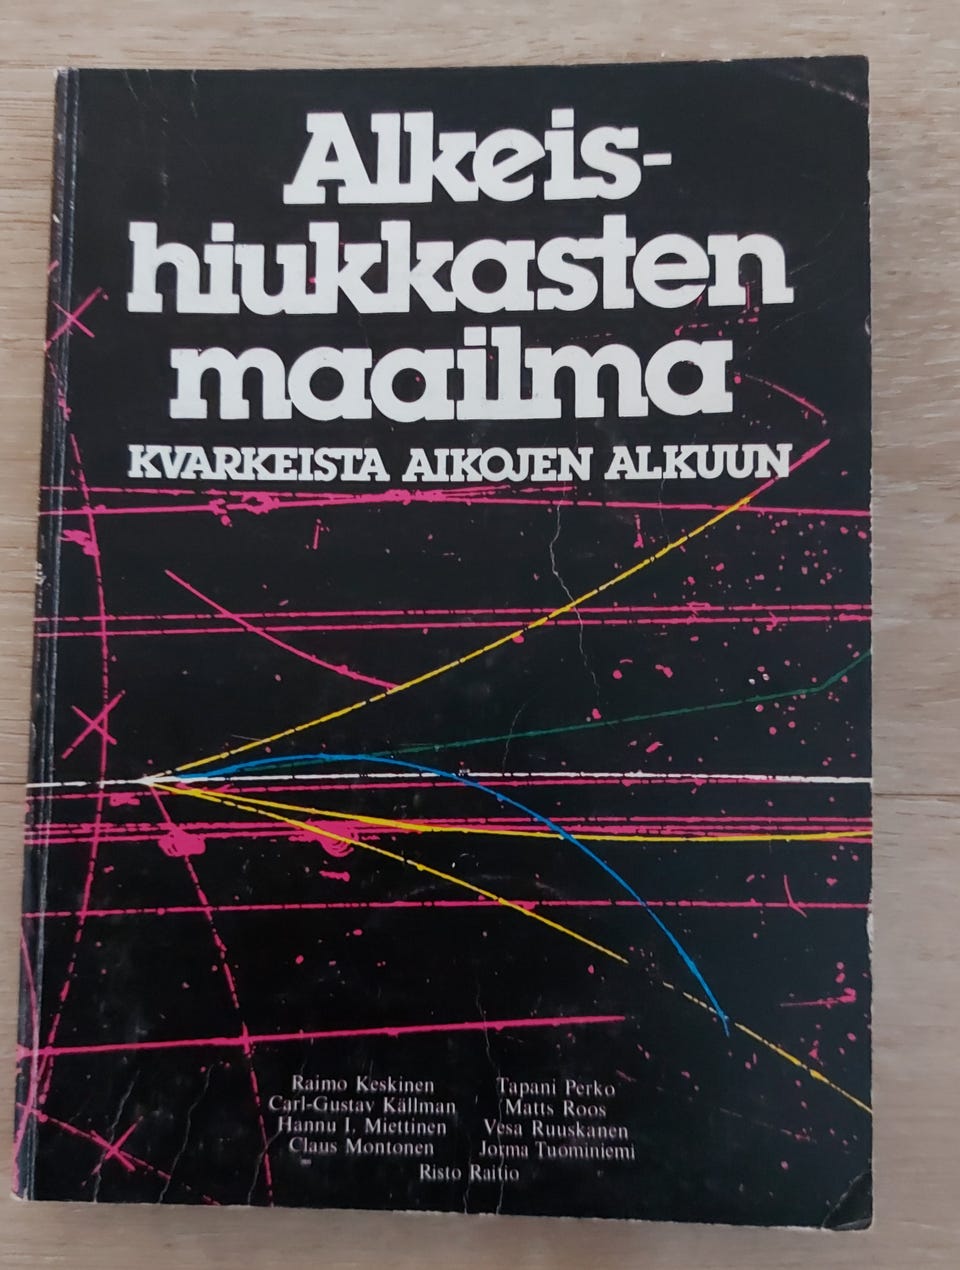 Alkeis-
hiukkasten
maailma
KVARKEISTA AIKOJEN ALKUUN
Raimo Keskinen
Carl-Gustav Källman
Hannu I. Miettinen
Claus Montonen
Tapani Perko
Matts Roos
Vesa Ruuskanen
Jorma Tuominiemi
Risto Raitio